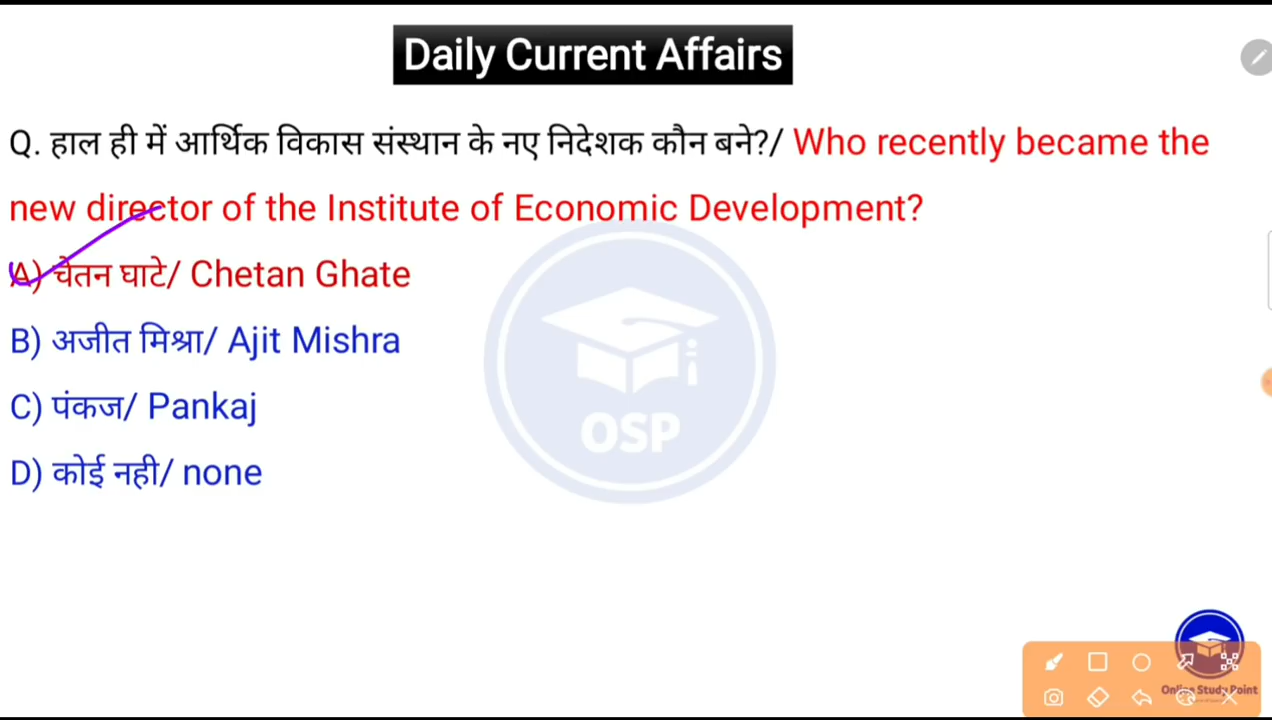 Daily Current Affairs
Q. हाल ही में आर्थिक विकास संस्थान के नए निदेशक कौन बने?/ Who recently became the
new director of the Institute of Economic Development?
A) चेतन घाटे/ Chetan Ghate
B) अजीत मिश्रा/ Ajit Mishra
C) पंकज/ Pankaj
D) कोई नही/ none
OSP
Online Study Point